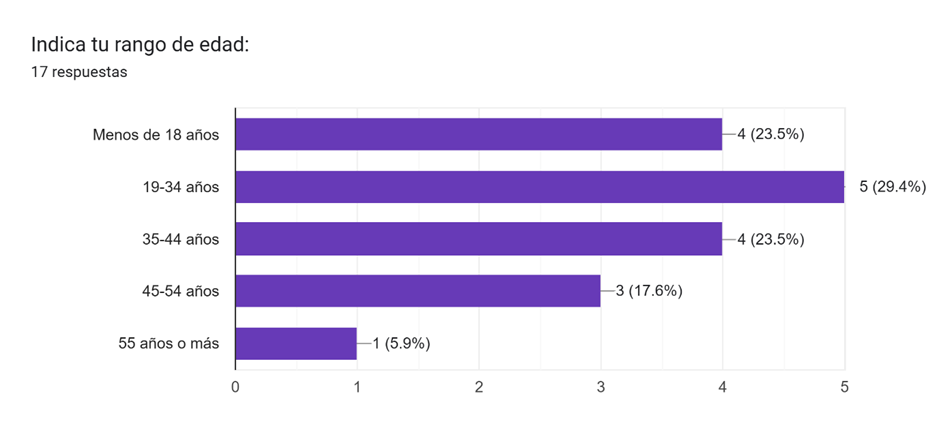 Indica tu rango de edad:
17 respuestas
Menos de 18 años 4 (23.5%)
19-34 años 5 (29.4%)
35-44 años 4 (23.5%)
45-54 años 3 (17.6%)
55 años o más 1 (5.9%)
0 1 2 3 4 5